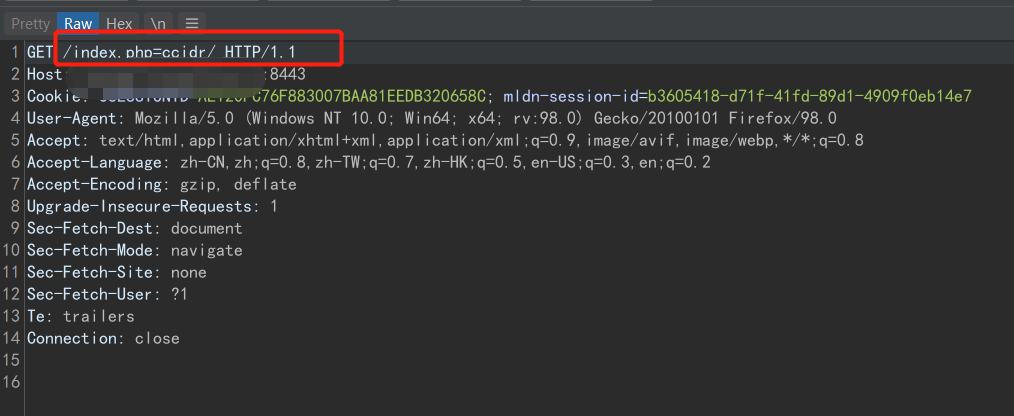 Pretty Raw Hex \n
1 GET /index.php=ccidr/ HTTP/1.1
2 Host: :8443
3 Cookie: 76F883007BAA81EEDB320658C; mldn-session-id=b3605418-d71f-41fd-89d1-4909f0eb14e7
4 User-Agent: Mozilla/5.0 (Windows NT 10.0; Win64; x64; rv:98.0) Gecko/20100101 Firefox/98.0
5 Accept: text/html,application/xhtml+xml,application/xml;q=0.9,image/avif,image/webp,*/*;q=0.8
6 Accept-Language: zh-CN,zh;q=0.8,zh-TW;q=0.7,zh-HK;q=0.5,en-US;q=0.3,en;q=0.2
7 Accept-Encoding: gzip, deflate
8 Upgrade-Insecure-Requests: 1
9 Sec-Fetch-Dest: document
10 Sec-Fetch-Mode: navigate
11 Sec-Fetch-Site: none
12 Sec-Fetch-User: ?1
13 Te: trailers
14 Connection: close
15
16